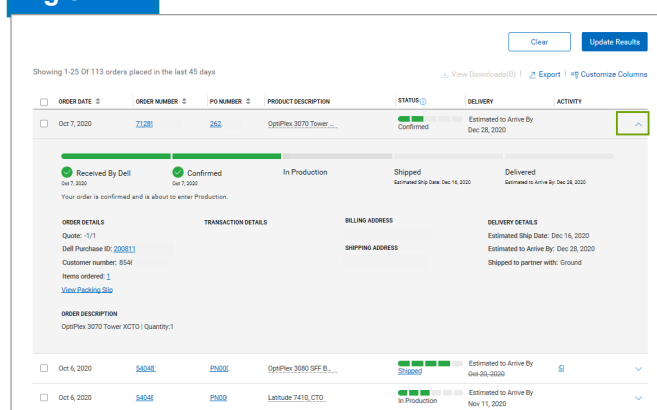 Clear Update Results
Showing 1-25 Of 113 orders placed in the last 45 days
View Downloads(0) | Export | Customize Columns
ORDER DATE ORDER NUMBER PO NUMBER PRODUCT DESCRIPTION STATUS DELIVERY ACTIVITY
Oct 7, 2020 71289 262 OptiPlex 3070 Tower ... Confirmed Estimated to Arrive By
Dec 28, 2020
Received By Dell Confirmed In Production Shipped Delivered
Oct 7, 2020 Oct 7, 2020 Estimated Ship Date: Dec 16, 2020 Estimated to Arrive By: Dec 28, 2020
Your order is confirmed and is about to enter Production.
ORDER DETAILS TRANSACTION DETAILS BILLING ADDRESS DELIVERY DETAILS
Quote: -1/1 Estimated Ship Date: Dec 16, 2020
Dell Purchase ID: 200811 SHIPPING ADDRESS Estimated to Arrive By: Dec 28, 2020
Customer number: 854 Shipped to partner with: Ground
Items ordered: 1
View Packing Slip
ORDER DESCRIPTION
OptiPlex 3070 Tower XCTO | Quantity:1
Oct 6, 2020 54048 PN00 OptiPlex 3080 SFF B... Shipped Estimated to Arrive By
Oct 20, 2020
Oct 6, 2020 5404 PN00 Latitude 7410, CTO In Production Estimated to Arrive By
Nov 11, 2020